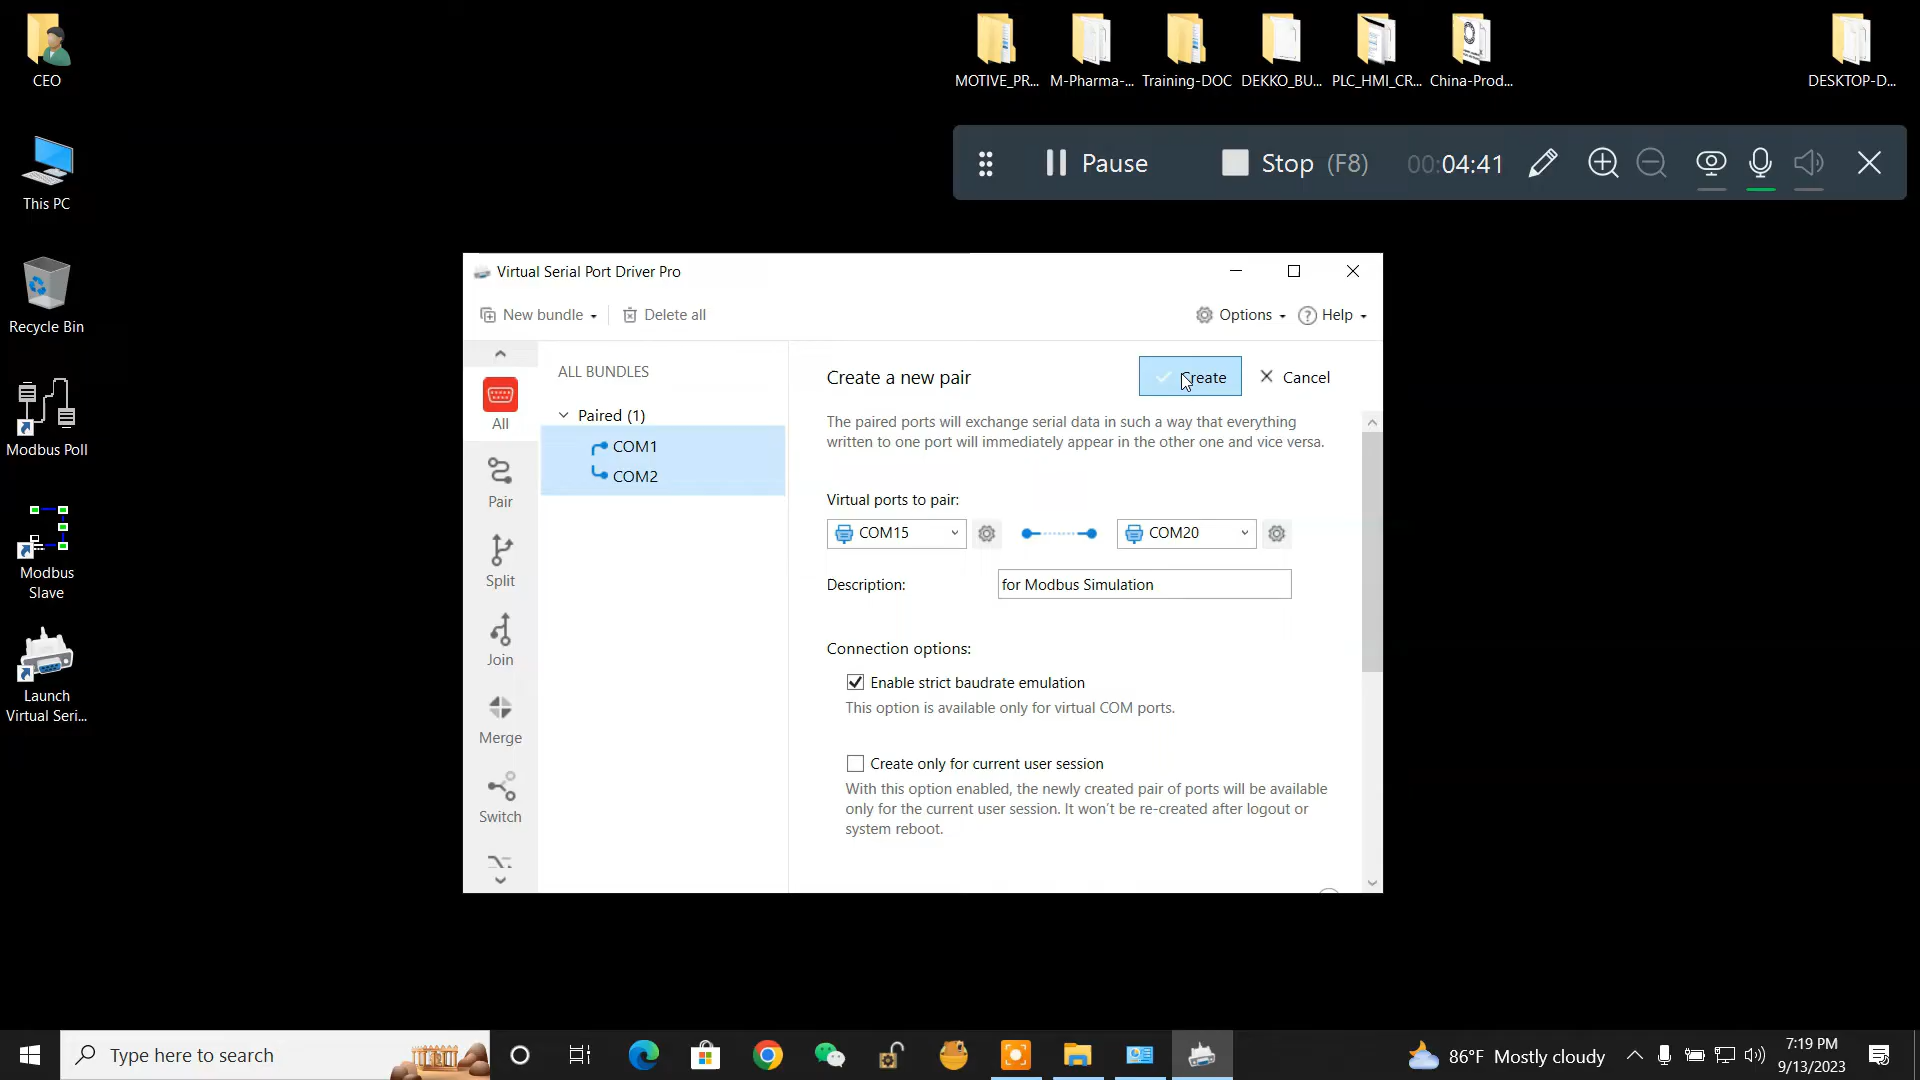 CEO
This PC
Recycle Bin
Modbus Poll
Modbus
Slave
Launch
Virtual Seri...
MOTIVE_PR...
M-Pharma-...
Training-DOC
DEKKO_BU...
PLC_HMI_CR...
China-Prod...
DESKTOP-D...
Pause
Stop (F8)
00:04:41
Virtual Serial Port Driver Pro
New bundle
Delete all
Options
Help
All
Pair
Split
Join
Merge
Switch
ALL BUNDLES
Paired (1)
COM1
COM2
Create a new pair
Create
Cancel
The paired ports will exchange serial data in such a way that everything
written to one port will immediately appear in the other one and vice versa.
Virtual ports to pair:
COM15
COM20
Description:
for Modbus Simulation
Connection options:
Enable strict baudrate emulation
This option is available only for virtual COM ports.
Create only for current user session
With this option enabled, the newly created pair of ports will be available
only for the current user session. It won't be re-created after logout or
system reboot.
Type here to search
86°F Mostly cloudy
7:19 PM
9/13/2023